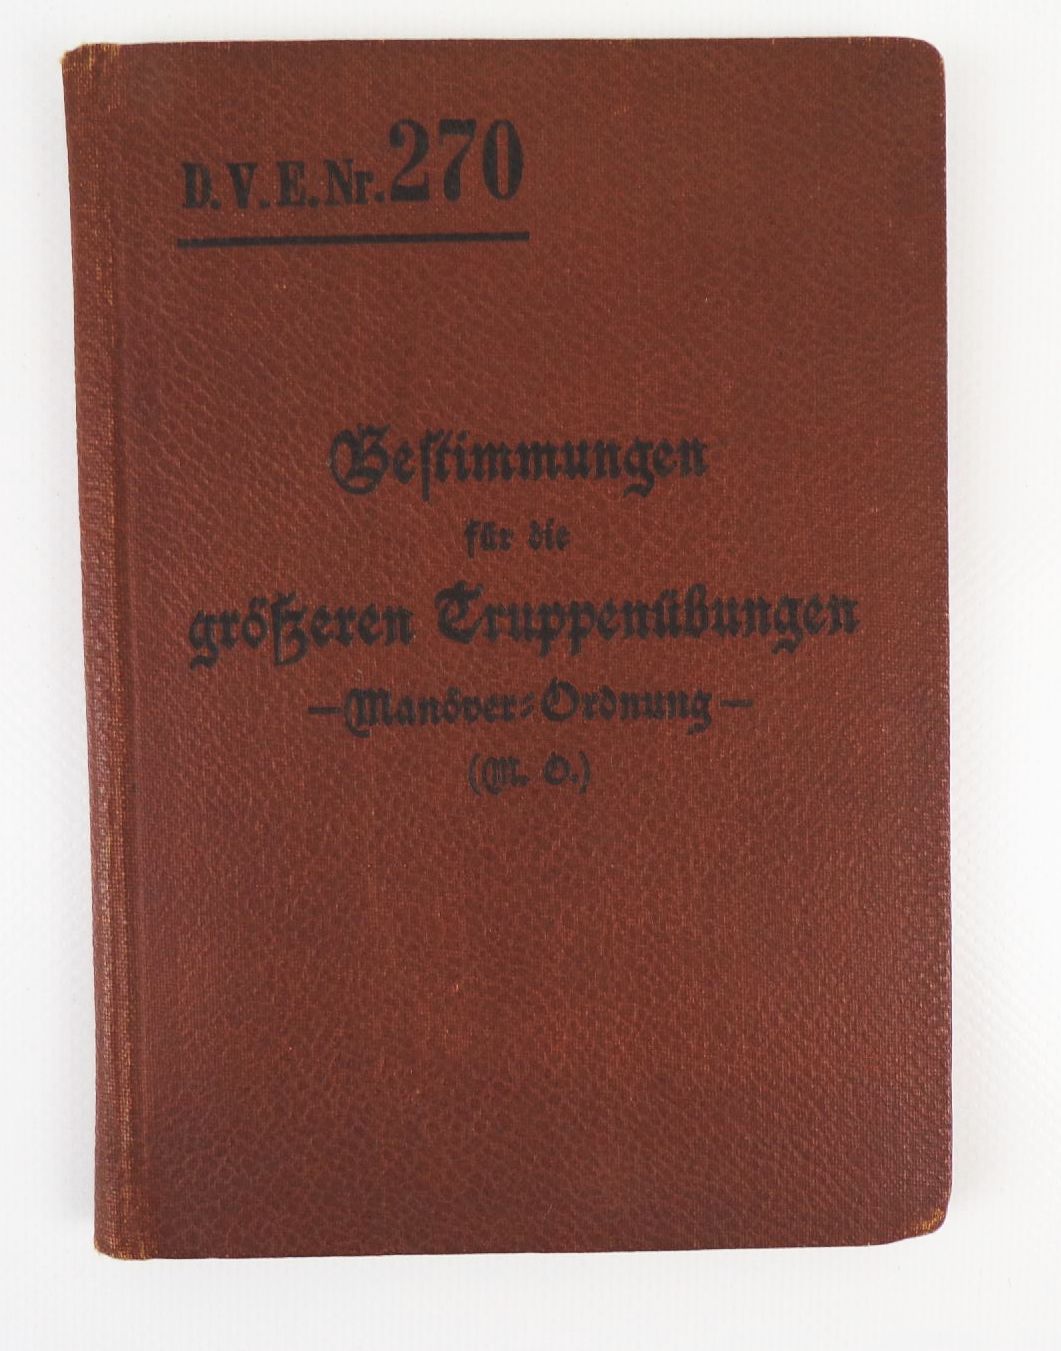 D. V. E. Nr. 270
Bestimmungen
für die
größeren Truppenübungen
— Manöver-Ordnung —
(M. O.)